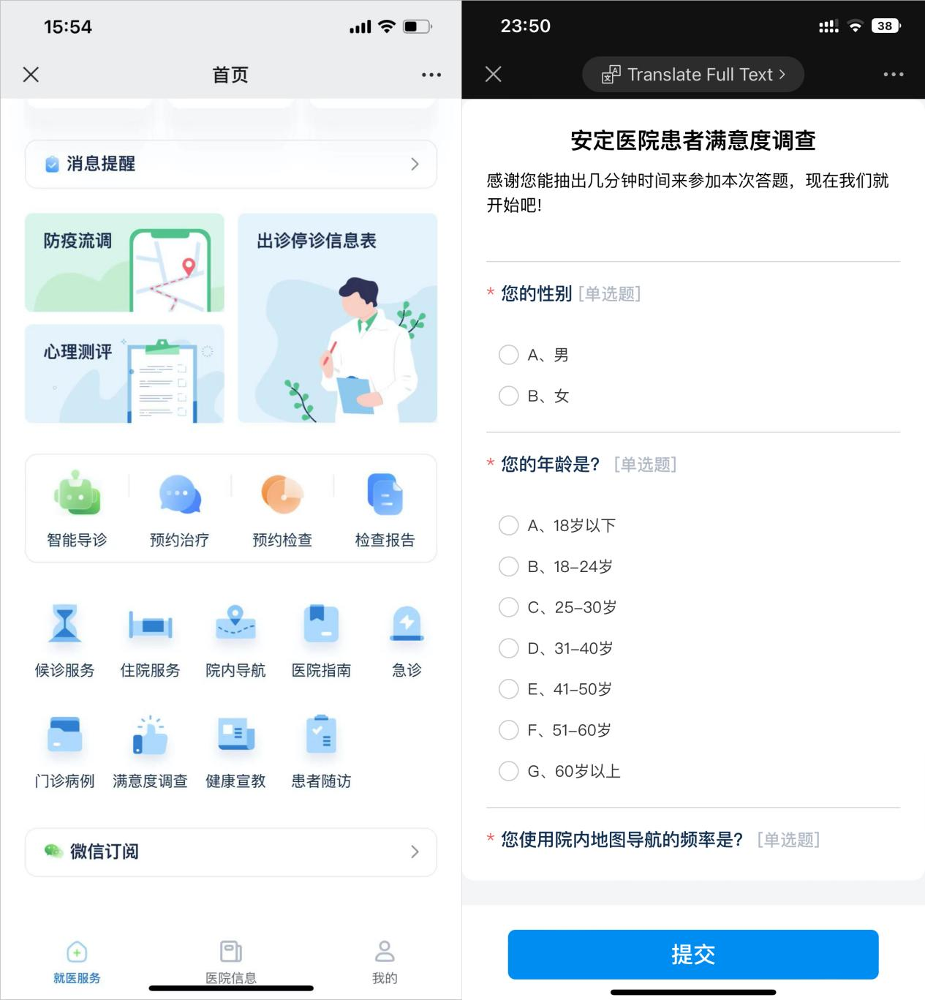 15:54
首页
消息提醒
防疫流调
出诊停诊信息表
心理测评
智能导诊
预约治疗
预约检查
检查报告
候诊服务
住院服务
院内导航
医院指南
急诊
门诊病例
满意度调查
健康宣教
患者随访
微信订阅
就医服务
医院信息
我的
23:50
38
Translate Full Text
安定医院患者满意度调查
感谢您能抽出几分钟时间来参加本次答题，现在我们就
开始吧!
* 您的性别 [单选题]
A、男
B、女
* 您的年龄是? [单选题]
A、18岁以下
B、18-24岁
C、25-30岁
D、31-40岁
E、41-50岁
F、51-60岁
G、60岁以上
* 您使用院内地图导航的频率是? [单选题]
提交